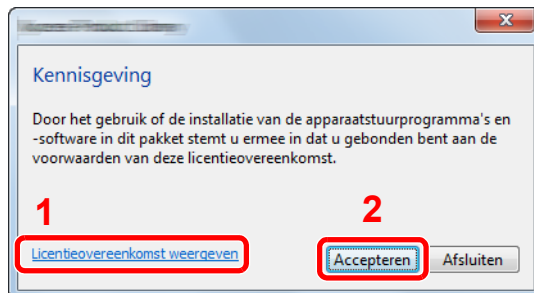 x
Kennisgeving
Door het gebruik of de installatie van de apparaatstuurprogramma's en
-software in dit pakket stemt u ermee in dat u gebonden bent aan de
voorwaarden van deze licentieovereenkomst.
1
2
Licentieovereenkomst weergeven
Accepteren Afsluiten